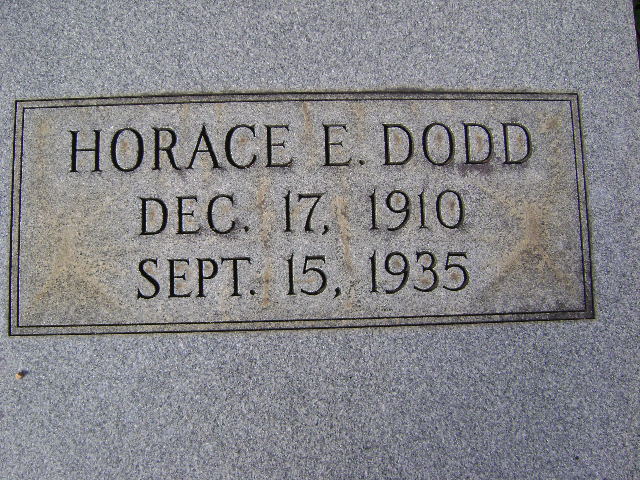 HORACE E. DODD
DEC. 17, 1910
SEPT. 15, 1935